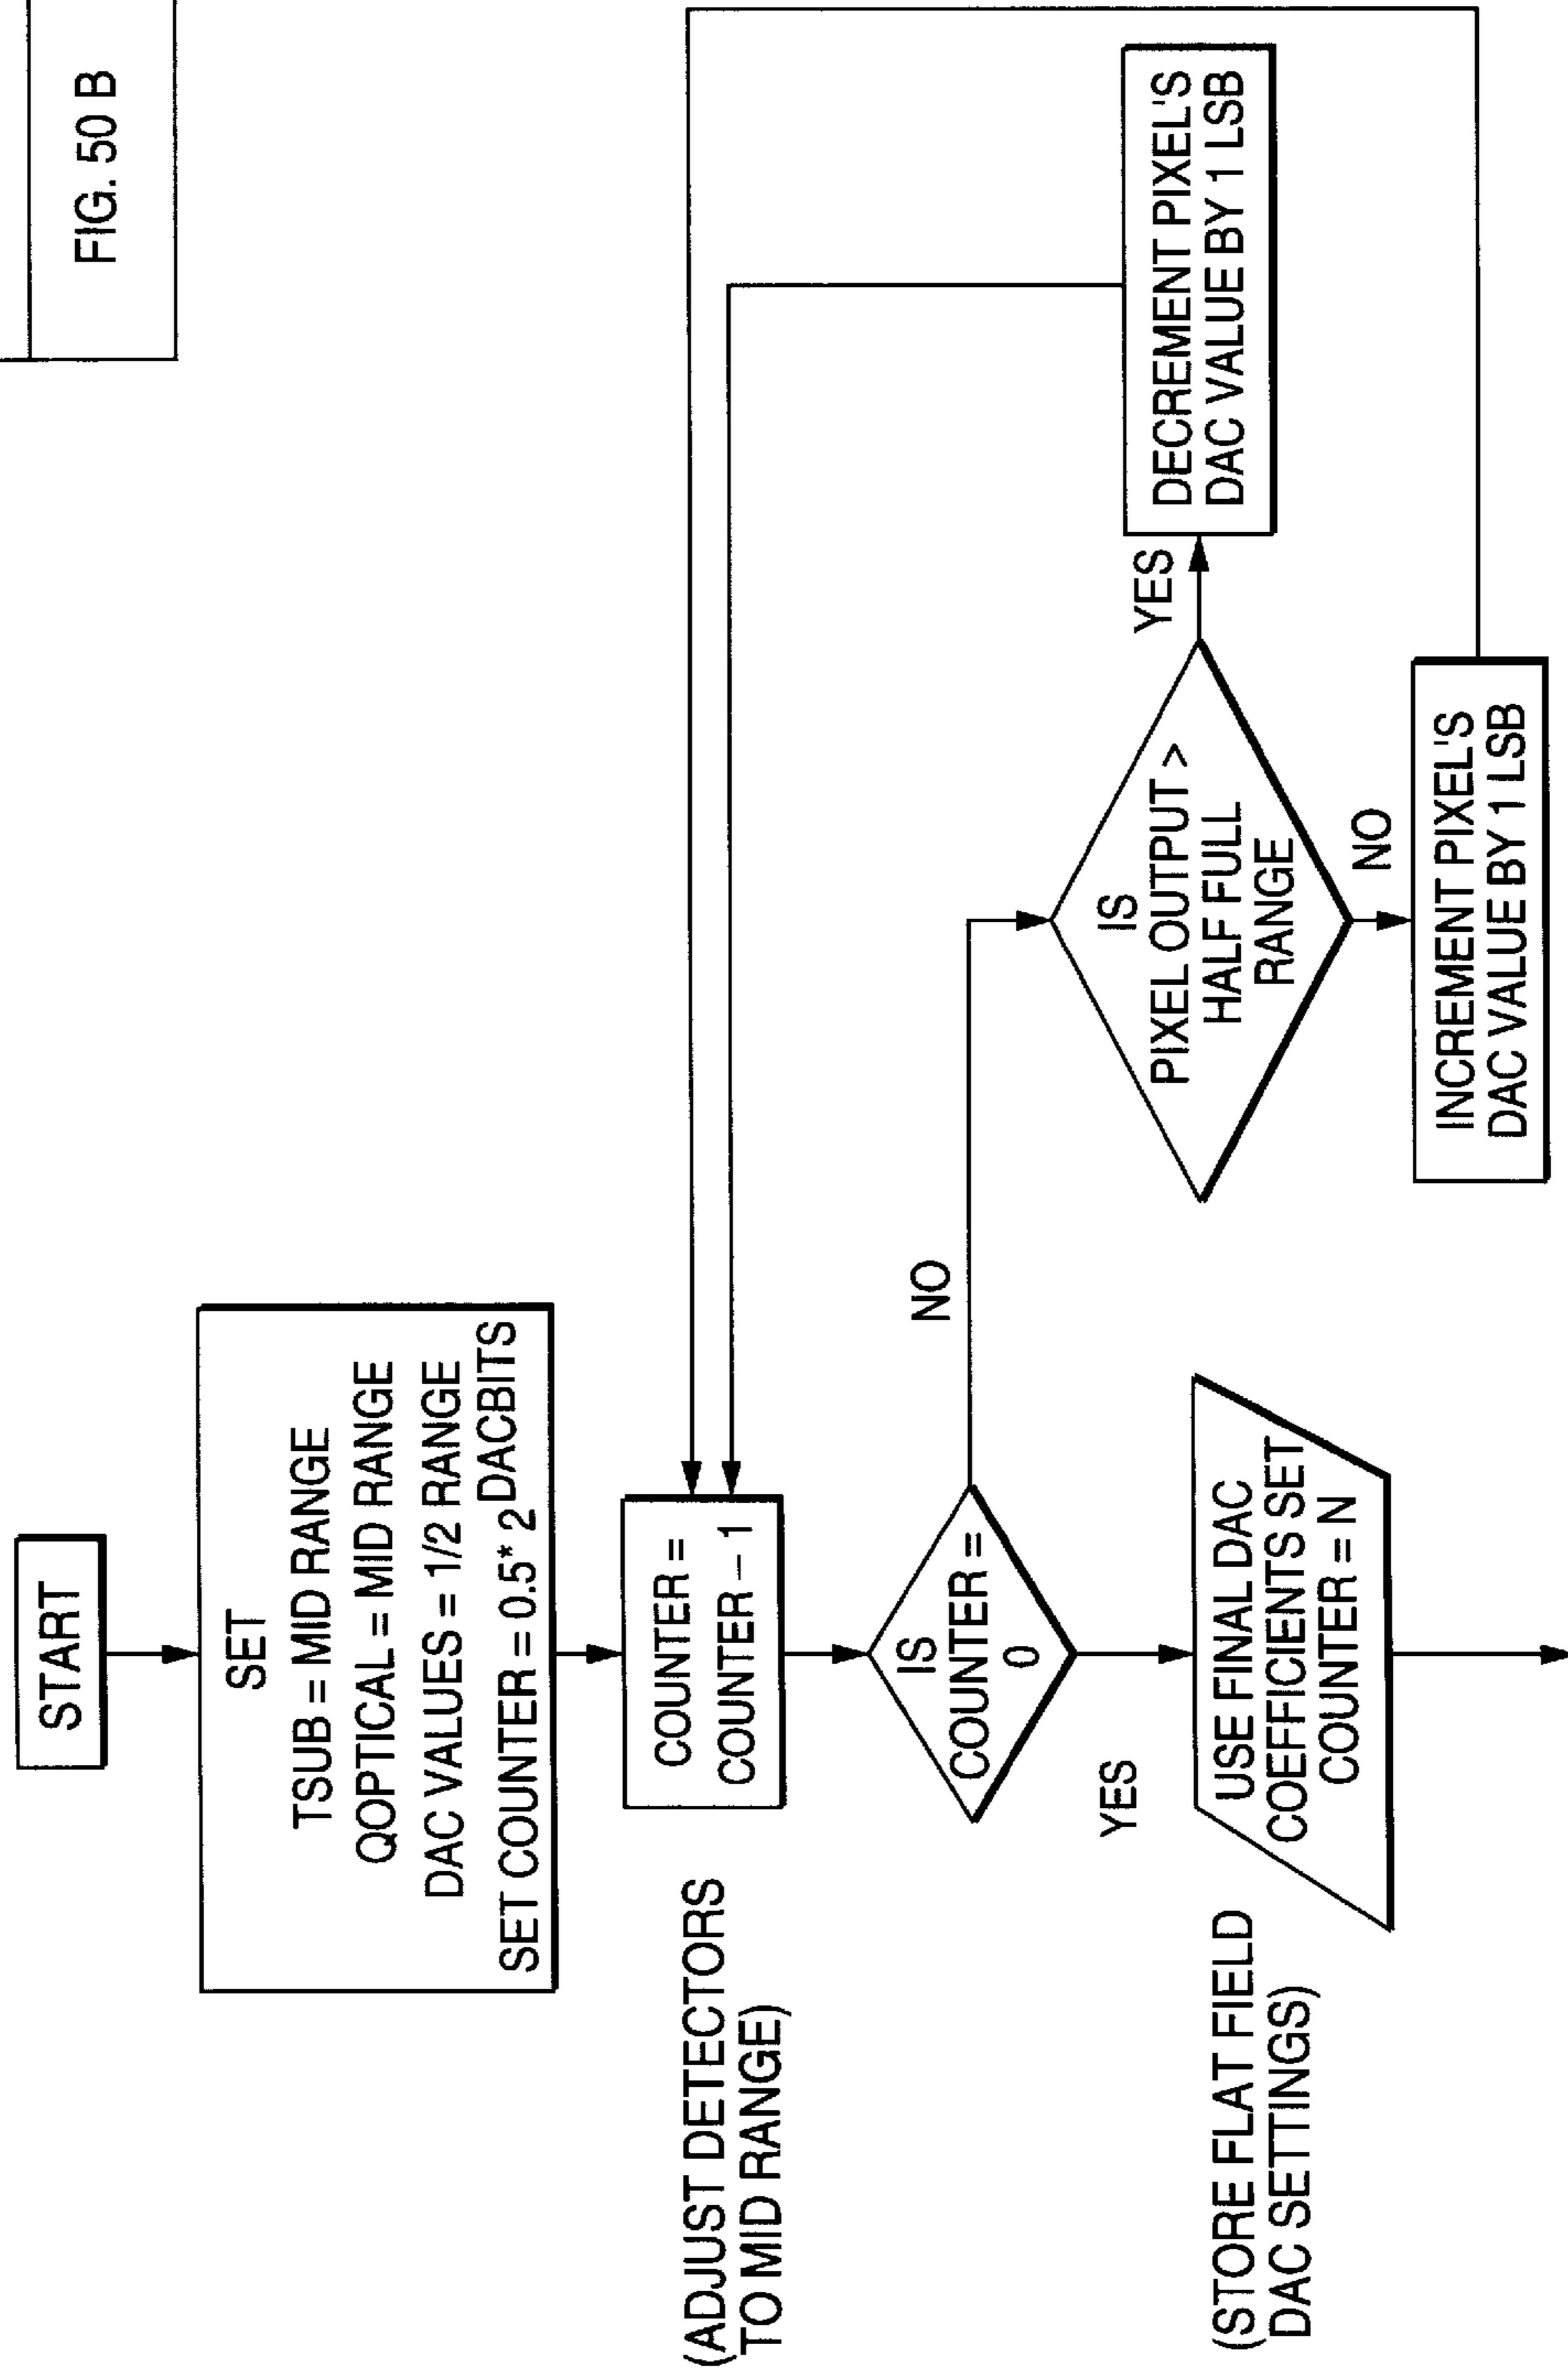 FIG. 50 B
START
SET
TSUB = MID RANGE
QOPTICAL = MID RANGE
DAC VALUES = 1/2 RANGE
SET COUNTER = 0.5* 2 DACBITS
(ADJUST DETECTORS
TO MID RANGE)
COUNTER =
COUNTER – 1
IS
COUNTER =
0
NO
YES
(STORE FLAT FIELD
DAC SETTINGS)
USE FINAL DAC
COEFFICIENTS SET
COUNTER = N
IS
PIXEL OUTPUT >
HALF FULL
RANGE
YES
DECREMENT PIXEL'S
DAC VALUE BY 1 LSB
NO
INCREMENT PIXEL'S
DAC VALUE BY 1 LSB